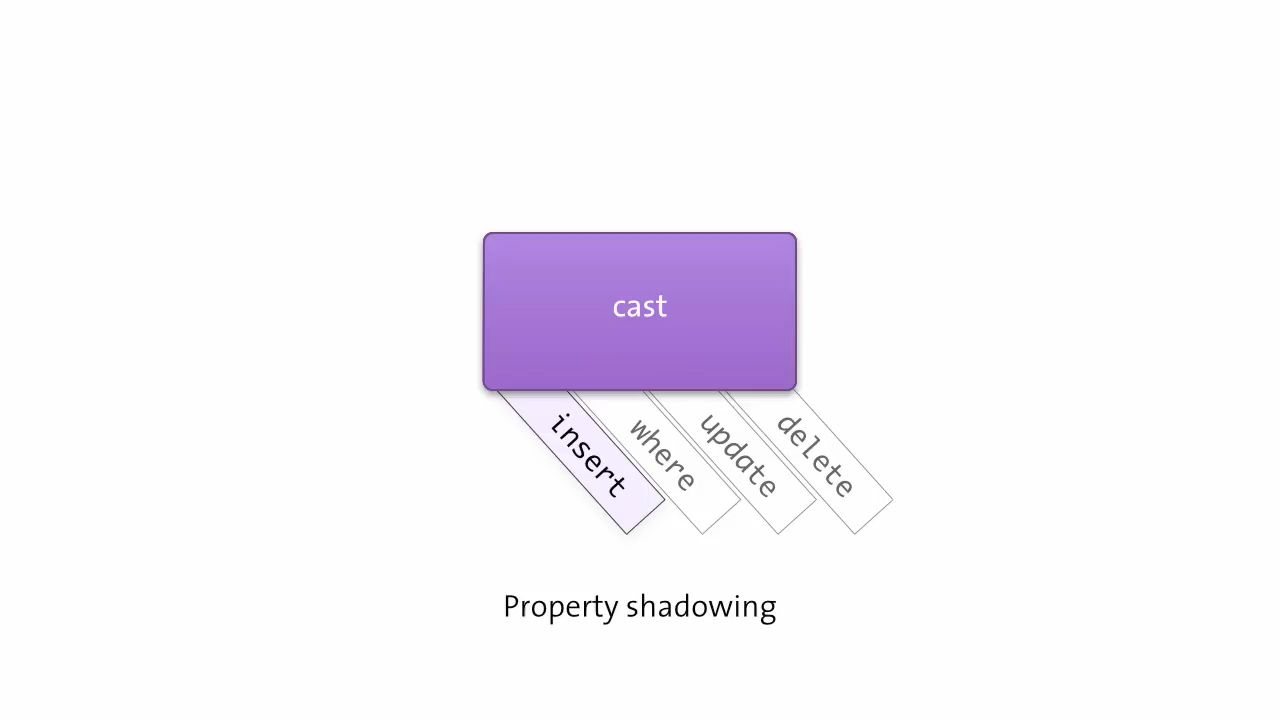 cast
insert
where
update
delete
Property shadowing